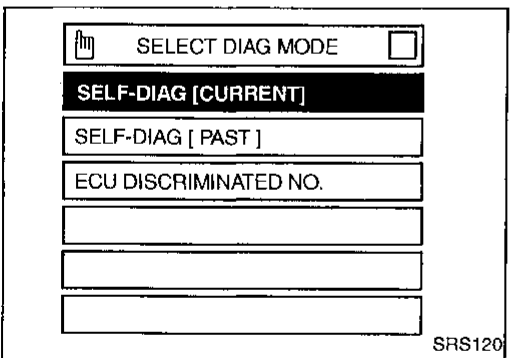 SELECT DIAG MODE
SELF-DIAG [CURRENT]
SELF-DIAG [ PAST ]
ECU DISCRIMINATED NO.
SRS120